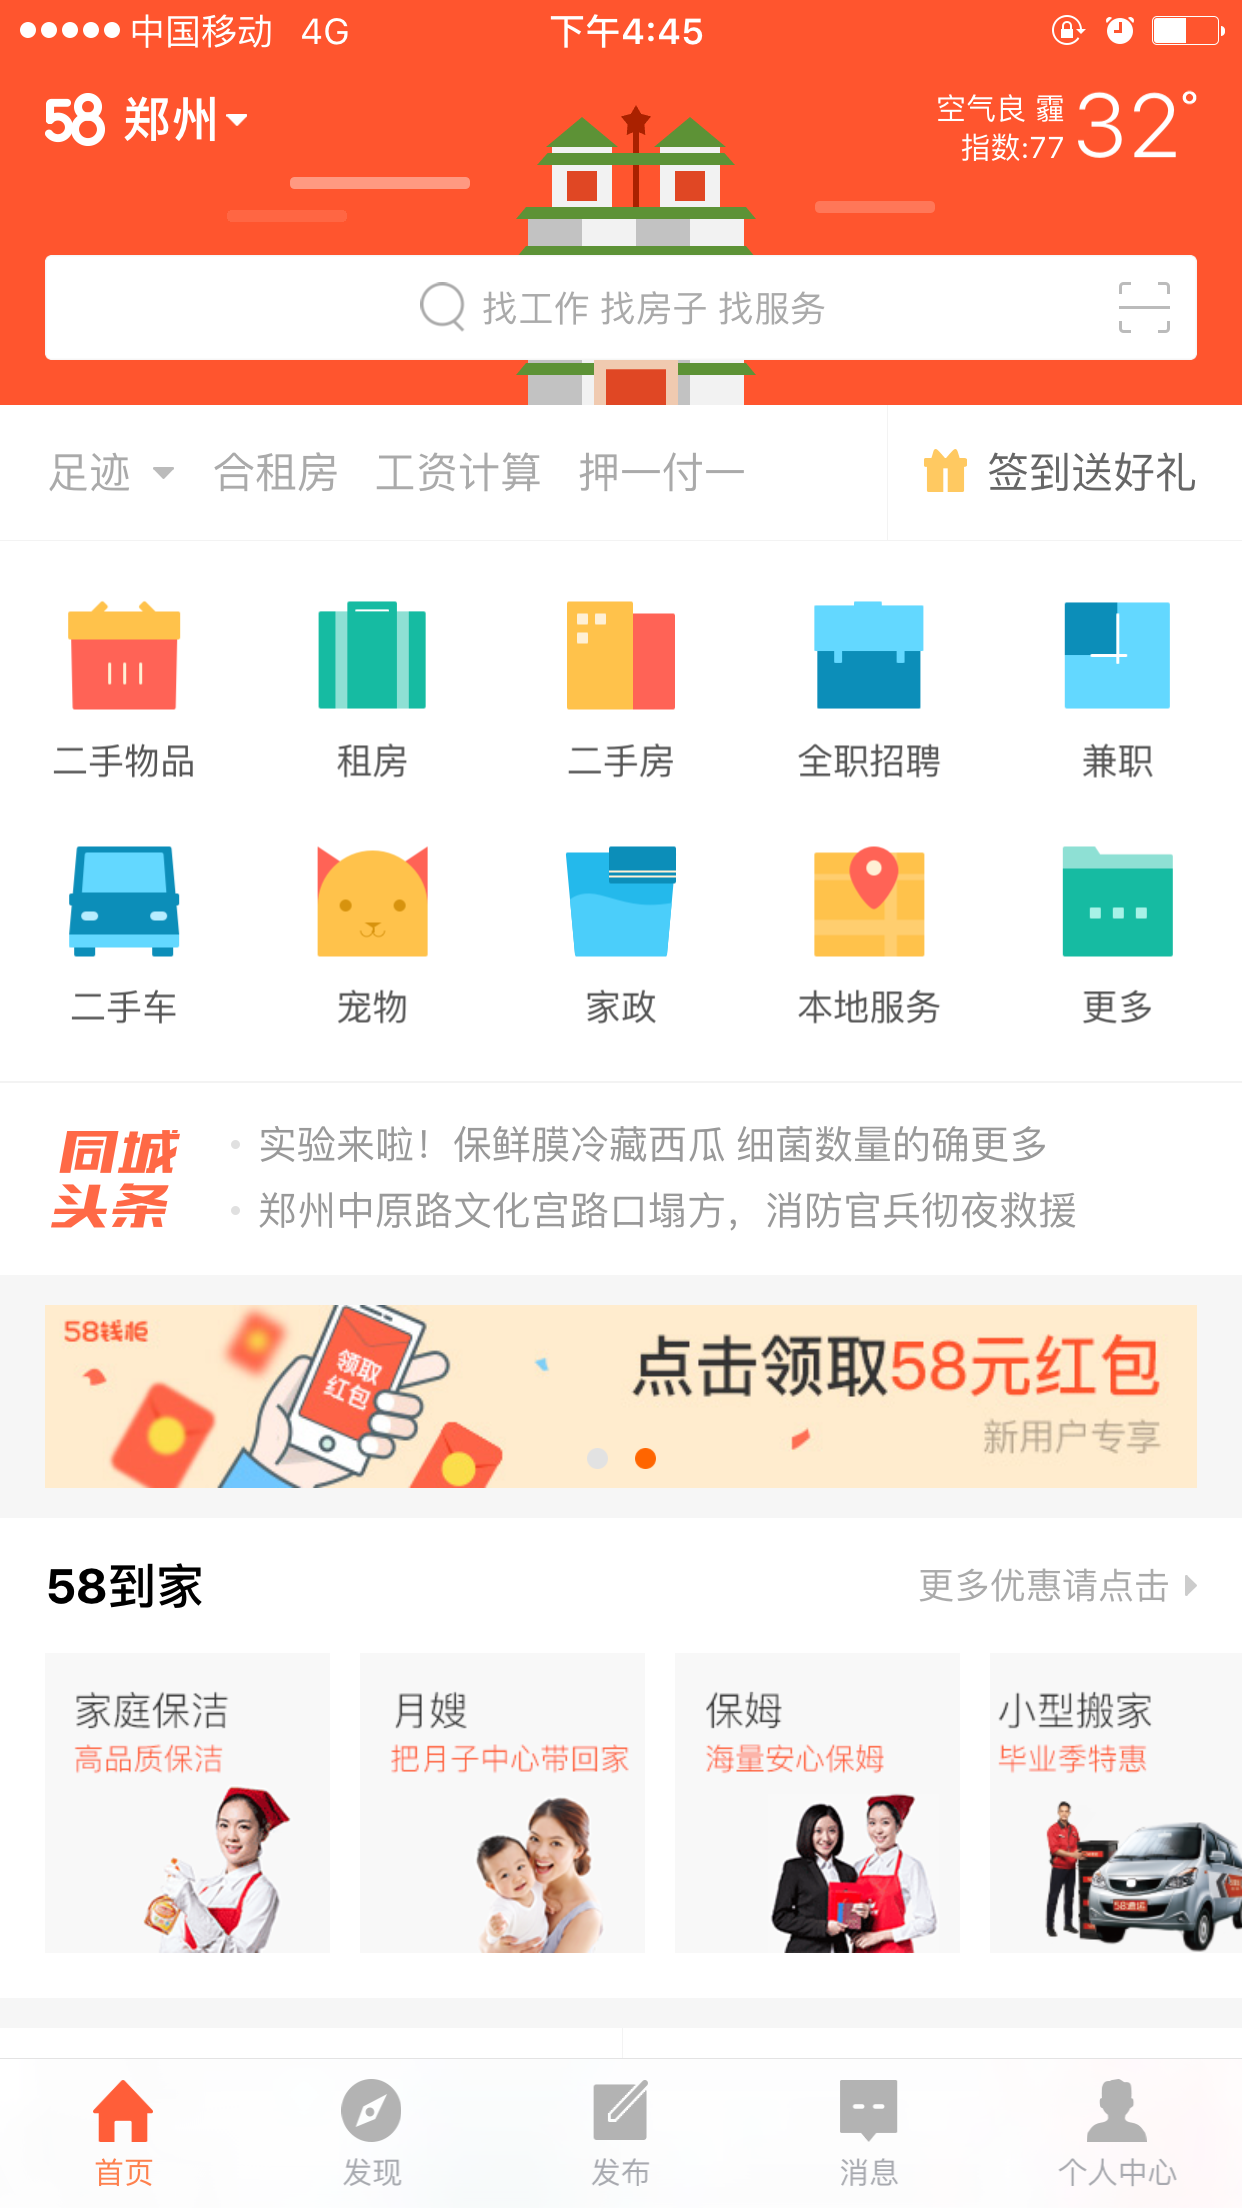 中国移动 4G 下午4:45
58 郑州
空气良 霾
指数:77
32°
找工作 找房子 找服务
足迹 合租房 工资计算 押一付一 签到送好礼
二手物品 租房 二手房 全职招聘 兼职
二手车 宠物 家政 本地服务 更多
同城
头条
实验来啦！保鲜膜冷藏西瓜 细菌数量的确更多
郑州中原路文化宫路口塌方，消防官兵彻夜救援
58钱柜
领取
红包
点击领取58元红包
新用户专享
58到家 更多优惠请点击
家庭保洁 月嫂 保姆 小型搬家
高品质保洁 把月子中心带回家 海量安心保姆 毕业季特惠
首页 发现 发布 消息 个人中心